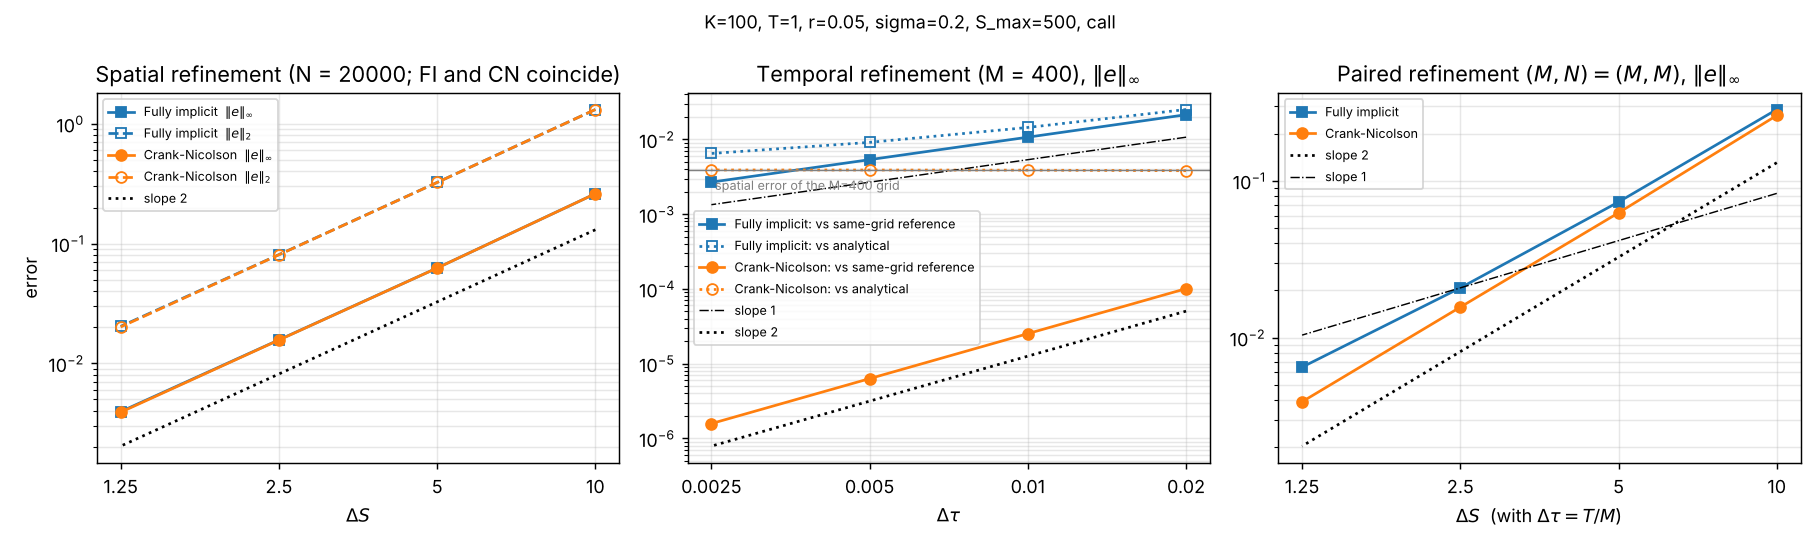 K=100, T=1, r=0.05, sigma=0.2, S_max=500, call
Spatial refinement (N = 20000; FI and CN coincide)
error
10⁰
10⁻¹
10⁻²
Fully implicit ‖e‖∞
Fully implicit ‖e‖₂
Crank-Nicolson ‖e‖∞
Crank-Nicolson ‖e‖₂
slope 2
1.25 2.5 5 10
ΔS
Temporal refinement (M = 400), ‖e‖∞
10⁻²
10⁻³
10⁻⁴
10⁻⁵
10⁻⁶
spatial error of the M=400 grid
Fully implicit: vs same-grid reference
Fully implicit: vs analytical
Crank-Nicolson: vs same-grid reference
Crank-Nicolson: vs analytical
slope 1
slope 2
0.0025 0.005 0.01 0.02
Δτ
Paired refinement (M, N) = (M, M), ‖e‖∞
10⁻¹
10⁻²
Fully implicit
Crank-Nicolson
slope 2
slope 1
1.25 2.5 5 10
ΔS (with Δτ = T/M)